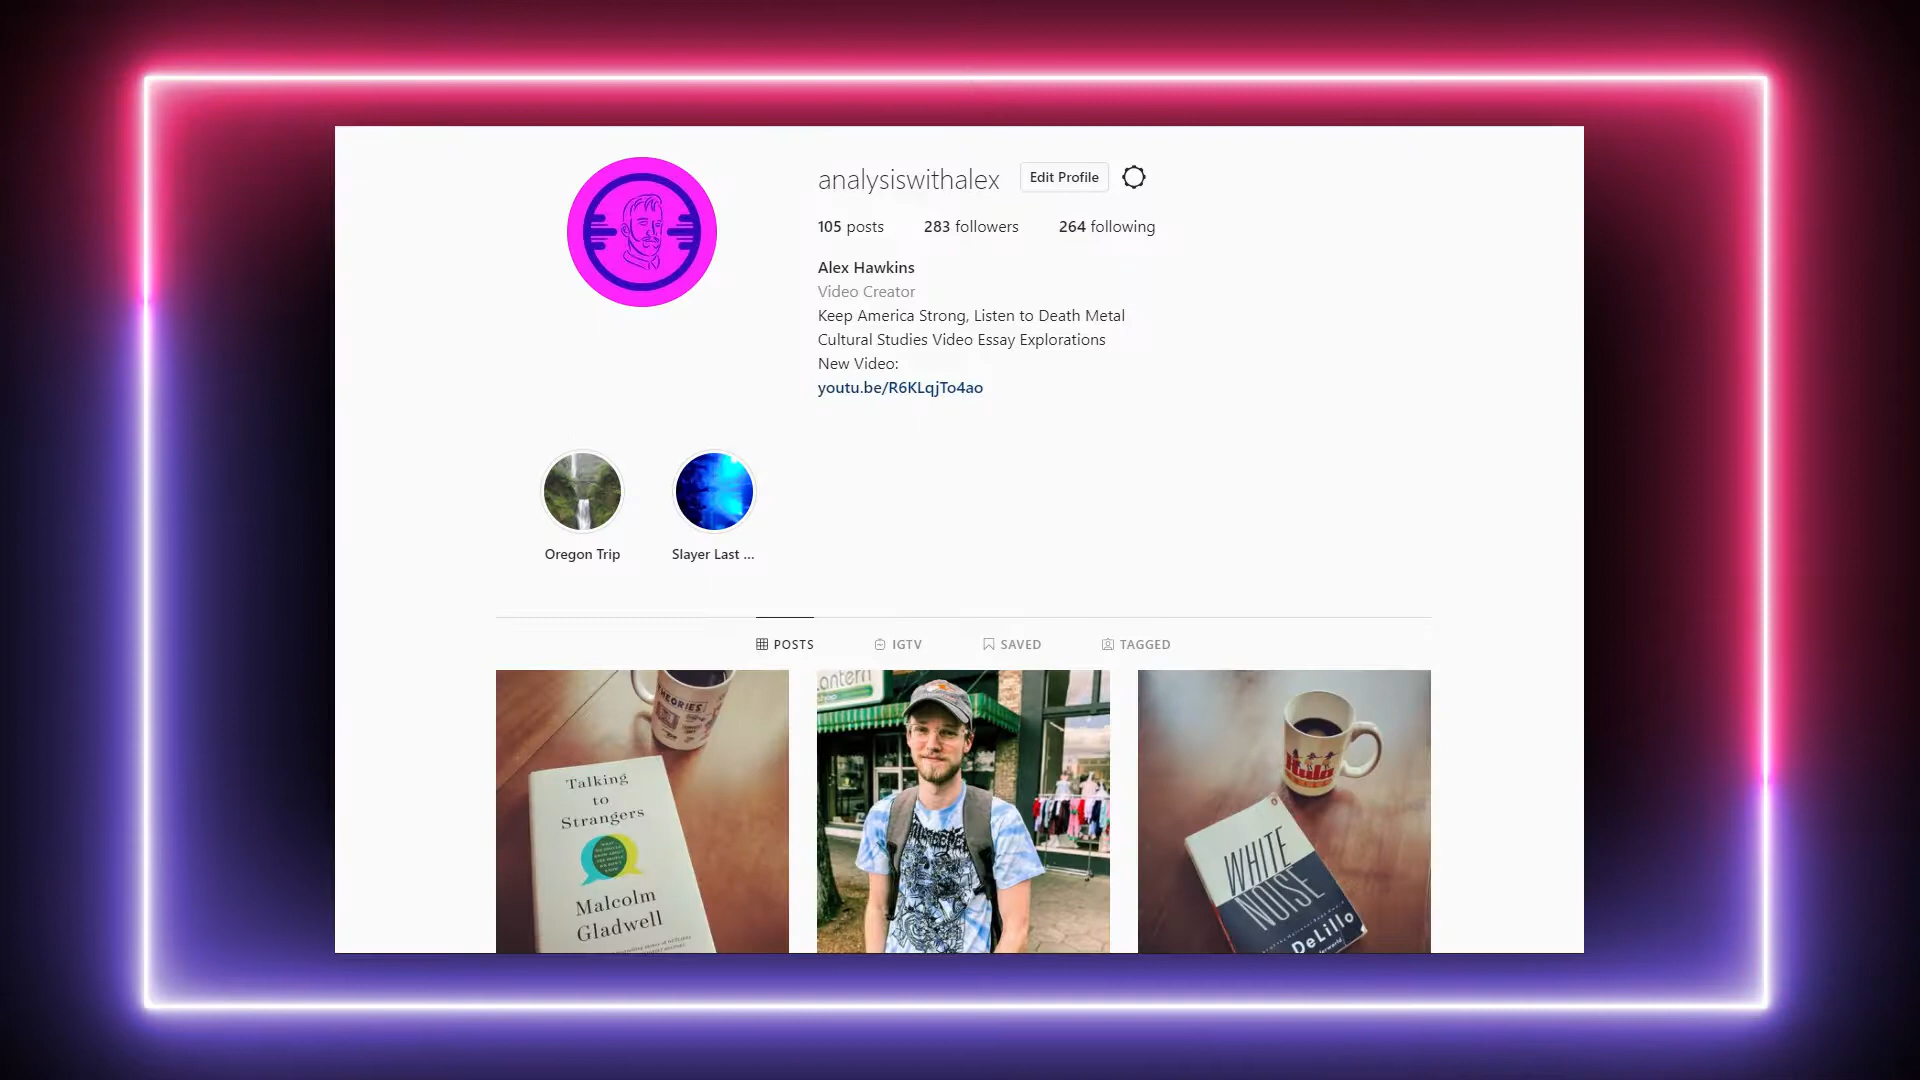 analysiswithalex Edit Profile
105 posts 283 followers 264 following
Alex Hawkins
Video Creator
Keep America Strong, Listen to Death Metal
Cultural Studies Video Essay Explorations
New Video:
youtu.be/R6KLqjTo4ao
Oregon Trip Slayer Last ...
POSTS IGTV SAVED TAGGED
THEORIES
Talking
to
Strangers
Malcolm
Gladwell
antern
WHITE
NOISE
DeLillo